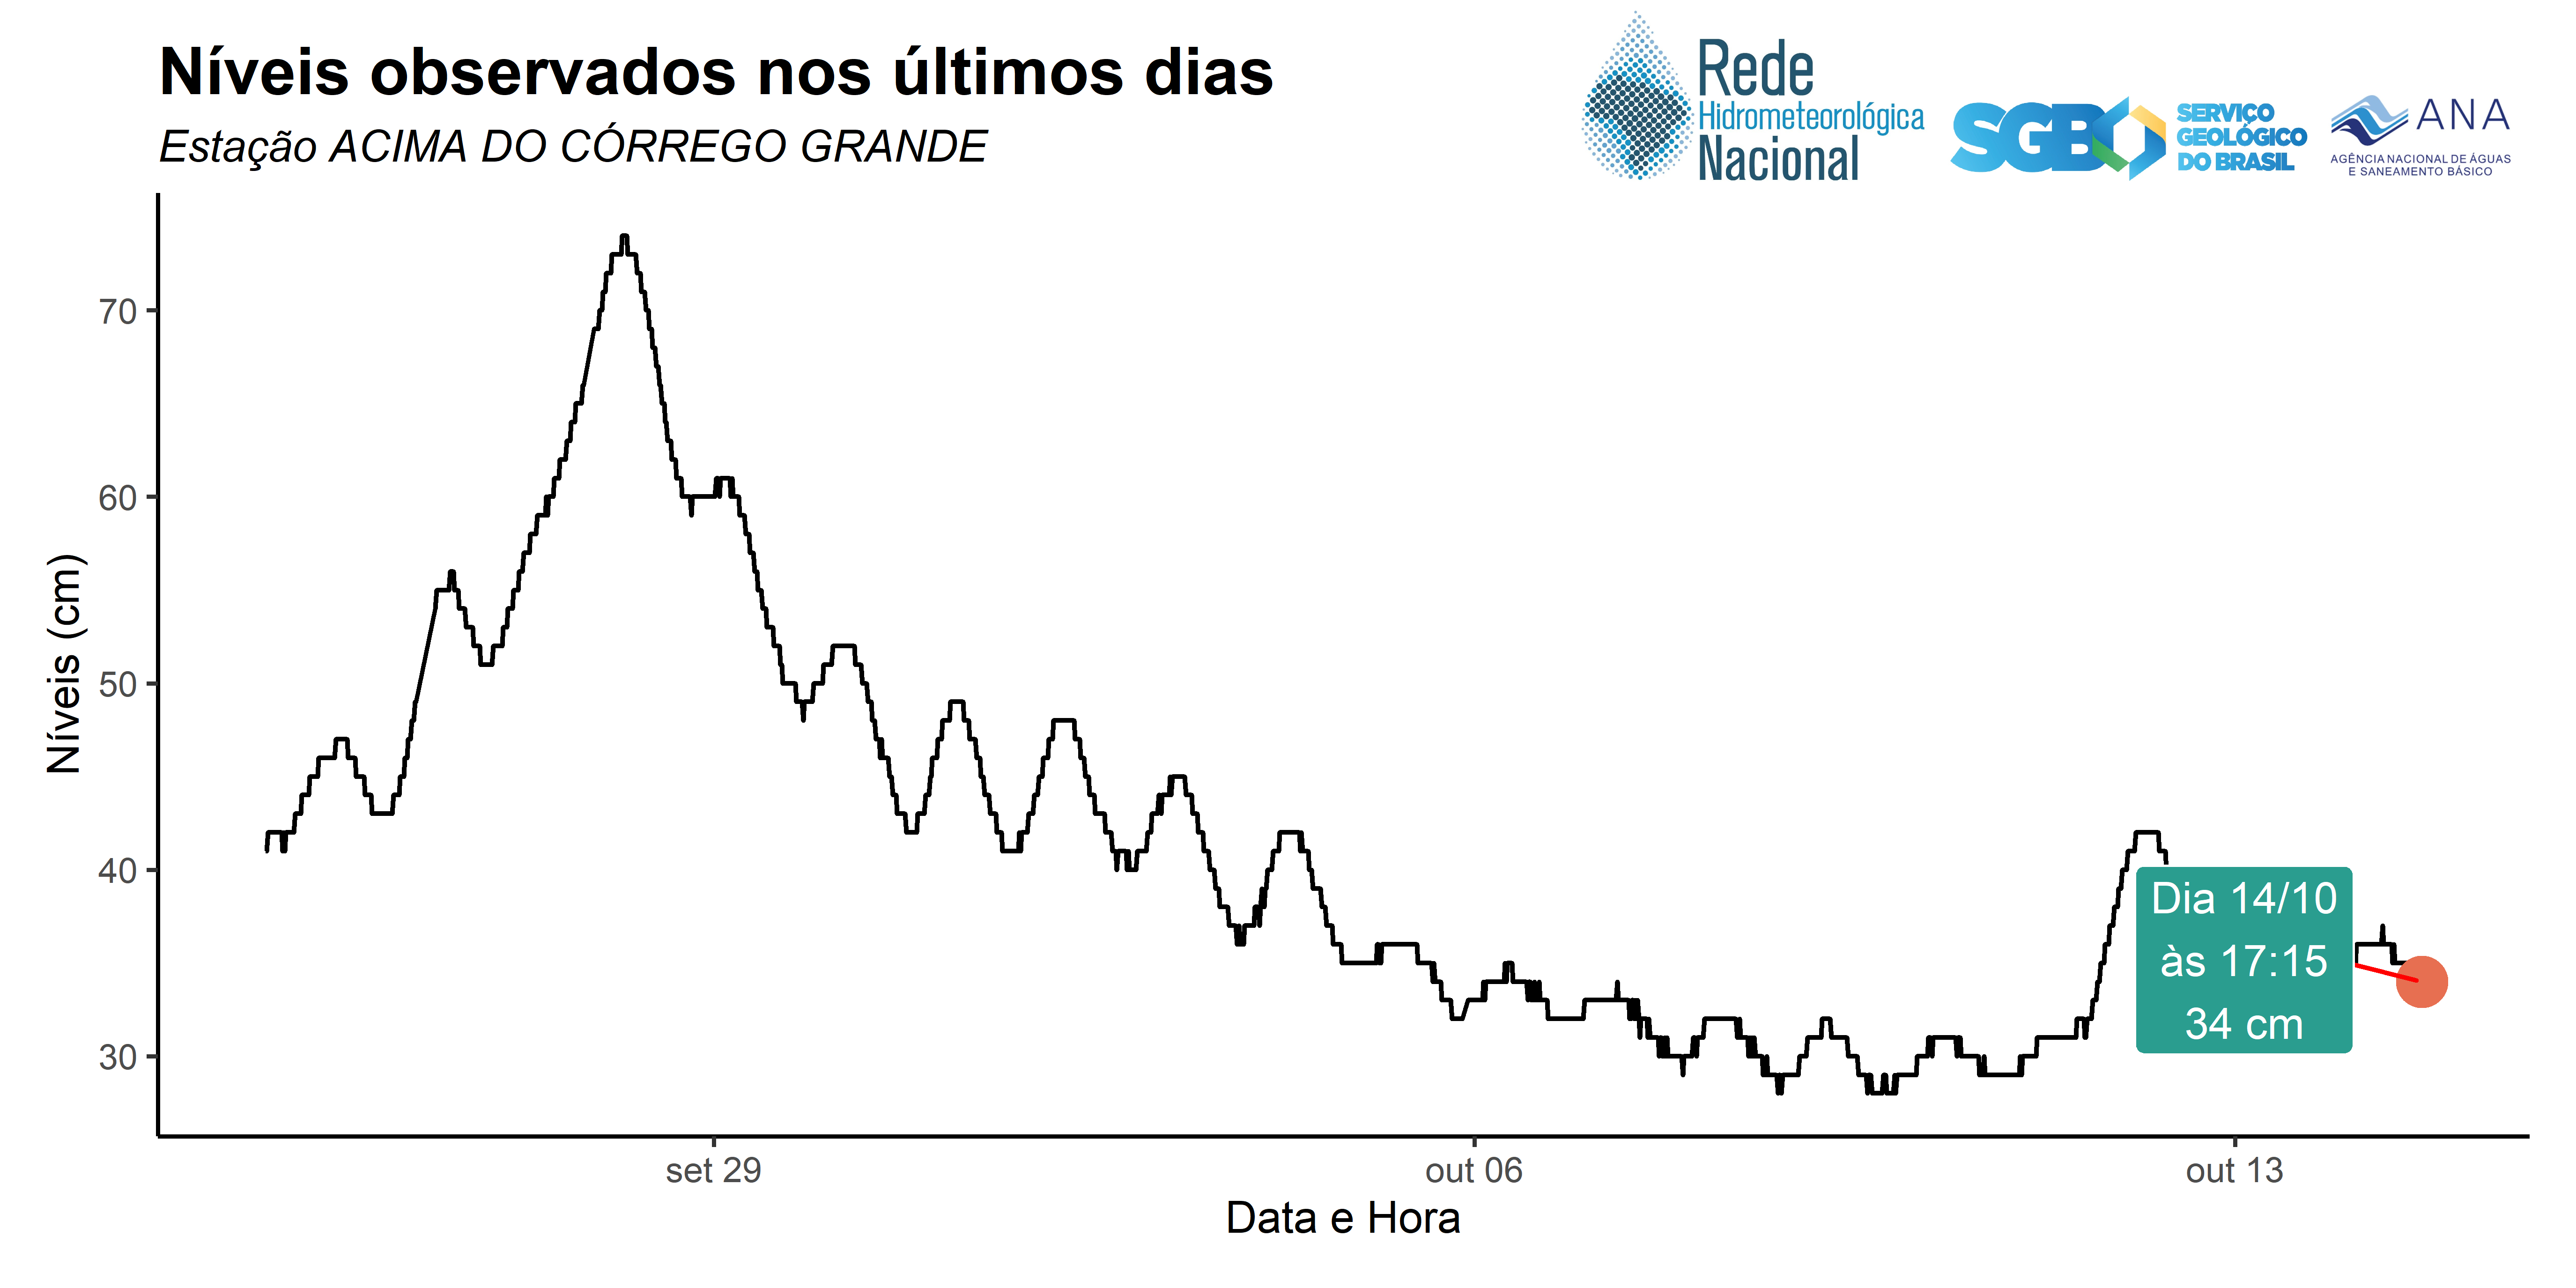 Níveis observados nos últimos dias
Estação ACIMA DO CÓRREGO GRANDE
Rede
Hidrometeorológica
Nacional
SGB
SERVIÇO
GEOLÓGICO
DO BRASIL
ANA
AGÊNCIA NACIONAL DE ÁGUAS
E SANEAMENTO BÁSICO
Níveis (cm)
70
60
50
40
30
Dia 14/10
às 17:15
34 cm
set 29
out 06
out 13
Data e Hora